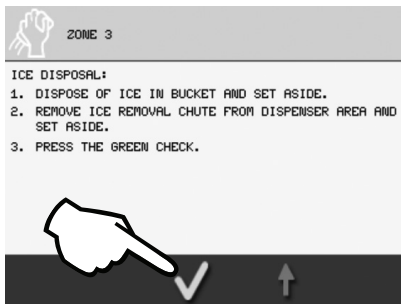 ZONE 3
ICE DISPOSAL:
1. DISPOSE OF ICE IN BUCKET AND SET ASIDE.
2. REMOVE ICE REMOVAL CHUTE FROM DISPENSER AREA AND
SET ASIDE.
3. PRESS THE GREEN CHECK.